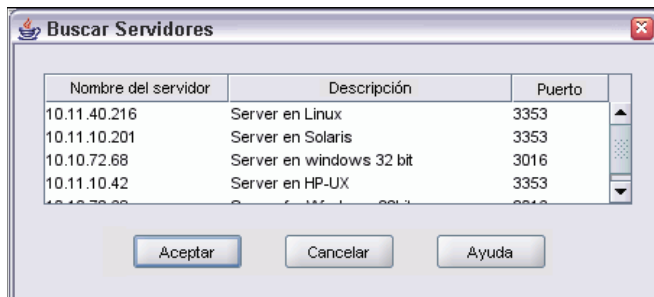 Buscar Servidores
Nombre del servidor Descripción Puerto
10.11.40.216 Server en Linux 3353
10.11.10.201 Server en Solaris 3353
10.10.72.68 Server en windows 32 bit 3016
10.11.10.42 Server en HP-UX 3353
Aceptar Cancelar Ayuda